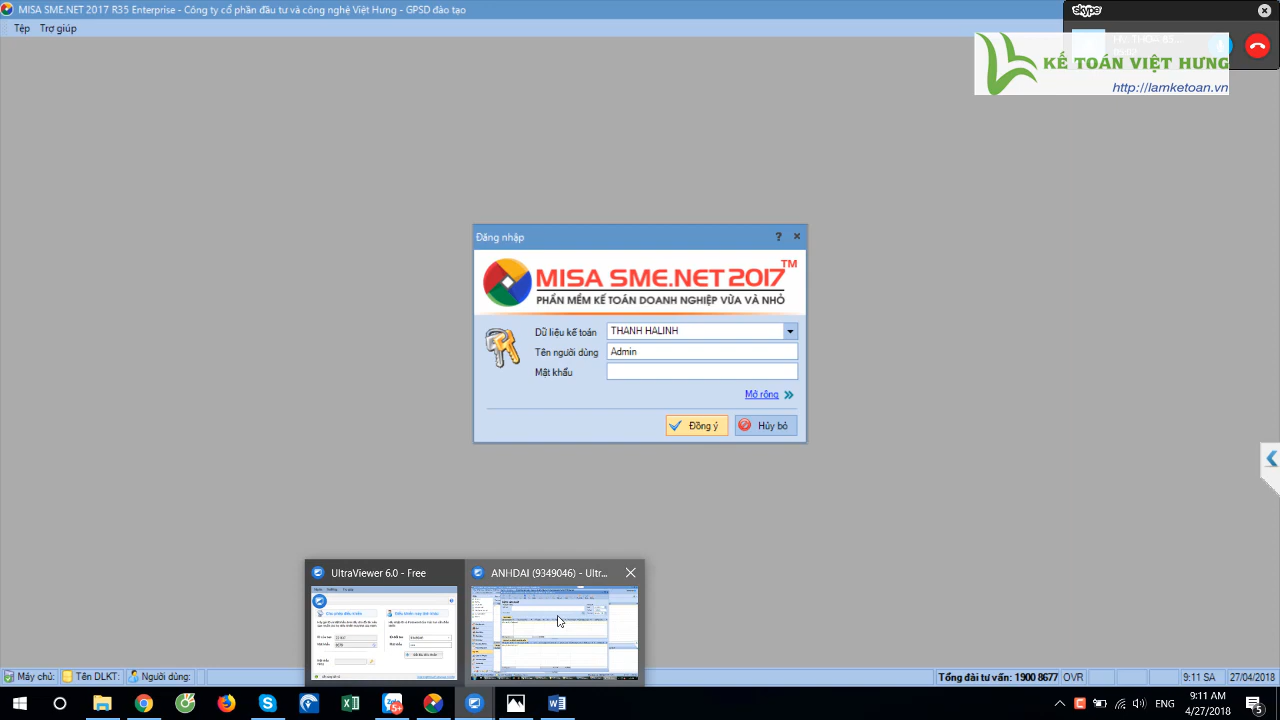 MISA SME.NET 2017 R35 Enterprise - Công ty cổ phần đầu tư và công nghệ Việt Hưng - GPSD đào tạo
skype
Tệp Trợ giúp
KẾ TOÁN VIỆT HƯNG
http://lamketoan.vn
Đăng nhập ?
MISA SME.NET 2017 TM
PHẦN MỀM KẾ TOÁN DOANH NGHIỆP VỪA VÀ NHỎ
Dữ liệu kế toán THANH HALINH
Tên người dùng Admin
Mật khẩu
Mở rộng
Đồng ý Hủy bỏ
UltraViewer 6.0 - Free ANHDAI (9349046) - Ultr...
Máy chủ: Tên DLKT: Người dùng: Tổng đài tư vấn: 1900 8677 OVR 9:11 SA 27/04/2018
Zalo 5+ ENG 9:11 AM
4/27/2018 5